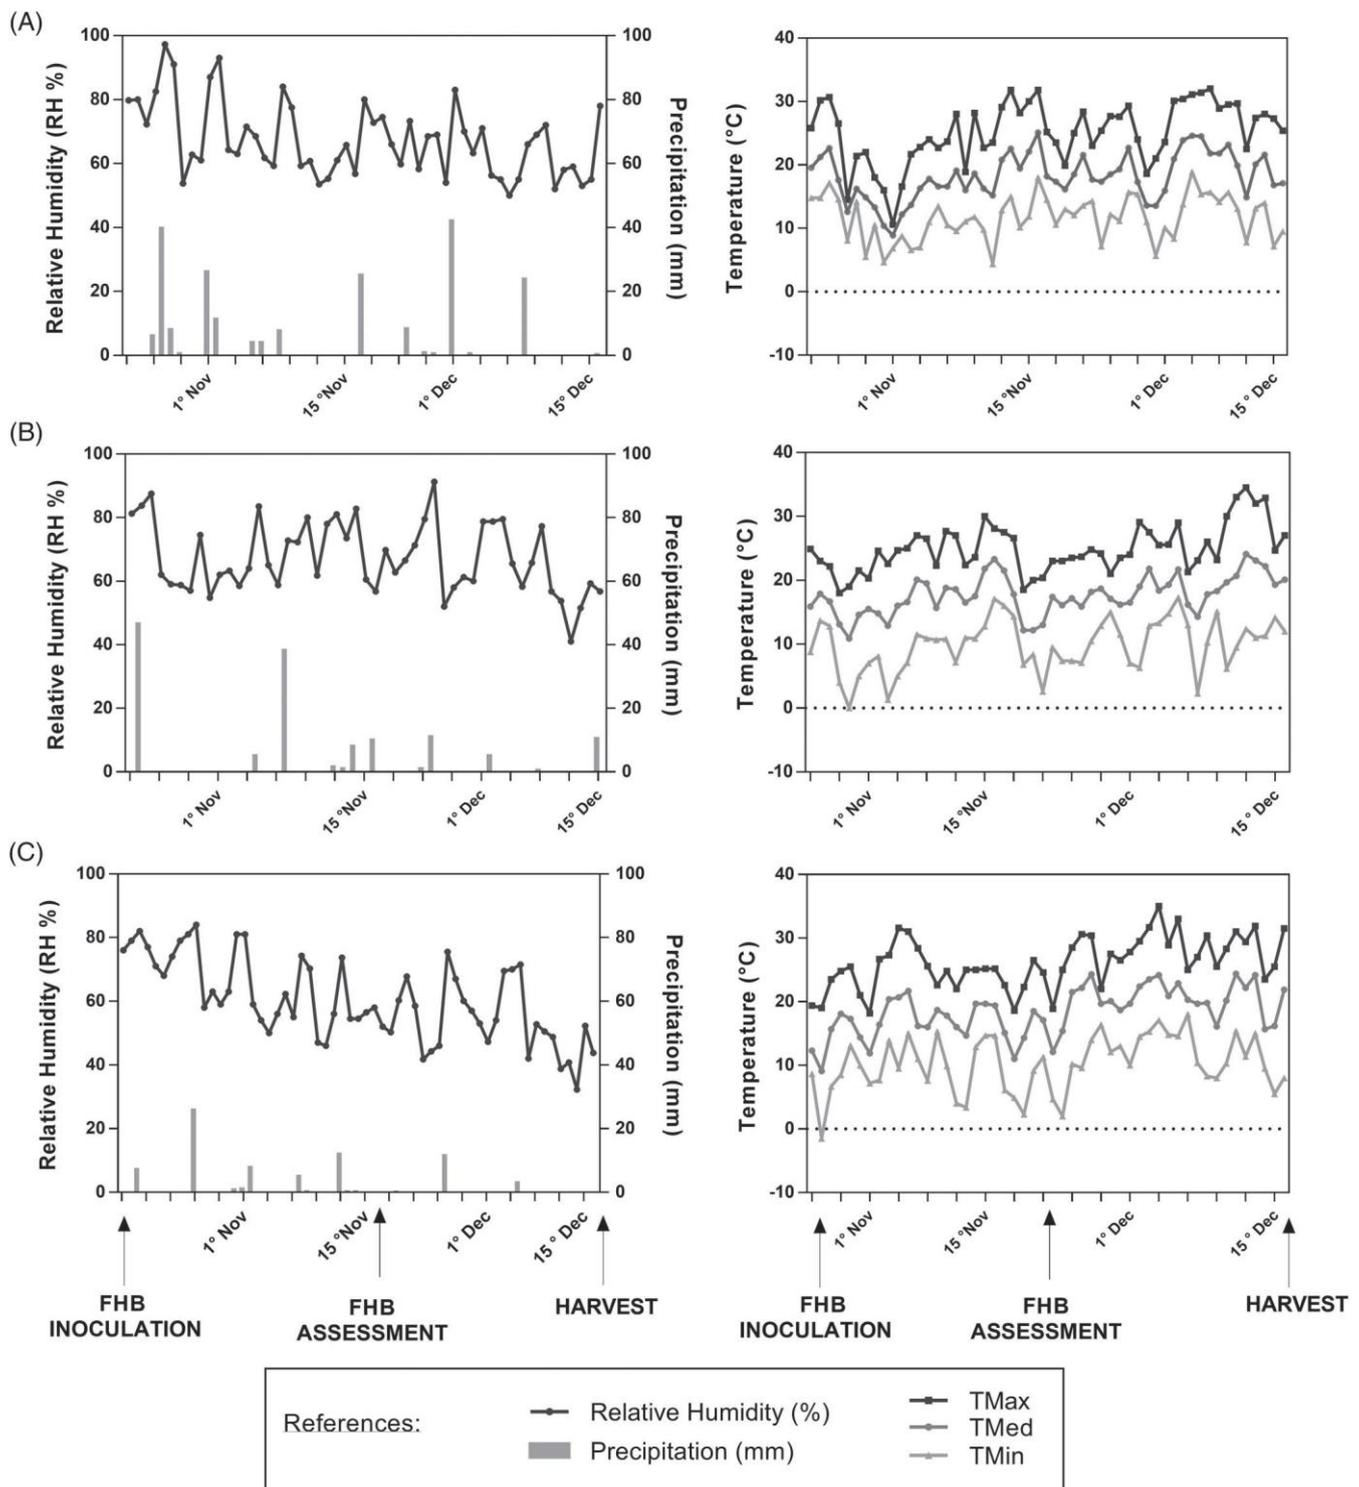 (A)
100
80
60
40
20
0
Relative Humidity (RH %)
100
80
60
40
20
0
Precipitation (mm)
1° Nov
15 °Nov
1° Dec
15° Dec
40
30
20
10
0
-10
Temperature (°C)
1° Nov
15 °Nov
1° Dec
15° Dec
(B)
100
80
60
40
20
0
Relative Humidity (RH %)
100
80
60
40
20
0
Precipitation (mm)
1° Nov
15 °Nov
1° Dec
15° Dec
40
30
20
10
0
-10
Temperature (°C)
1° Nov
15 °Nov
1° Dec
15° Dec
(C)
100
80
60
40
20
0
Relative Humidity (RH %)
100
80
60
40
20
0
Precipitation (mm)
1° Nov
15 °Nov
1° Dec
15 ° Dec
40
30
20
10
0
-10
Temperature (°C)
1° Nov
15 °Nov
1° Dec
15 ° Dec
FHB
INOCULATION
FHB
ASSESSMENT
HARVEST
FHB
INOCULATION
FHB
ASSESSMENT
HARVEST
References:
Relative Humidity (%)
Precipitation (mm)
TMax
TMed
TMin